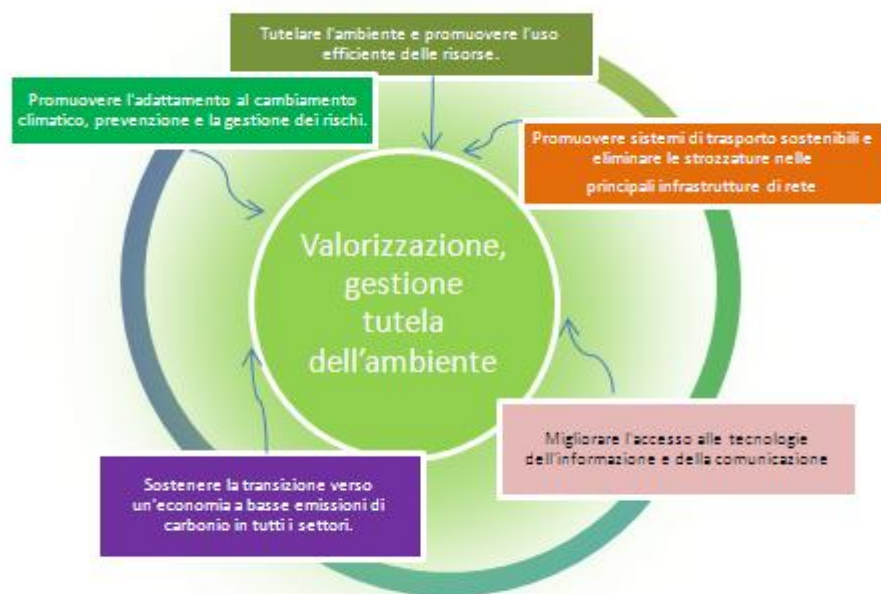 Tutelare l'ambiente e promuovere l'uso
efficiente delle risorse.
Promuovere l'adattamento al cambiamento
climatico, prevenzione e la gestione dei rischi.
Promuovere sistemi di trasporto sostenibili e
eliminare le strozzature nelle
principali infrastrutture di rete
Valorizzazione,
gestione
tutela
dell'ambiente
Migliorare l'accesso alle tecnologie
dell'informazione e della comunicazione
Sostenere la transizione verso
un'economia a basse emissioni di
carbonio in tutti i settori.